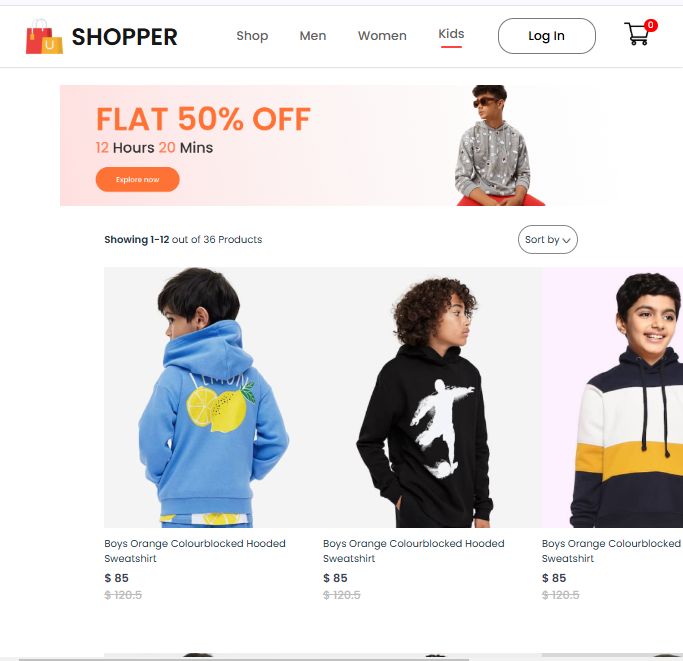 SHOPPER
Shop
Men
Women
Kids
Log In
0
FLAT 50% OFF
12 Hours 20 Mins
Explore now
Showing 1-12 out of 36 Products
Sort by
Boys Orange Colourblocked Hooded
Sweatshirt
$ 85
$ 120.5
Boys Orange Colourblocked Hooded
Sweatshirt
$ 85
$ 120.5
Boys Orange Colourblocked
Sweatshirt
$ 85
$ 120.5